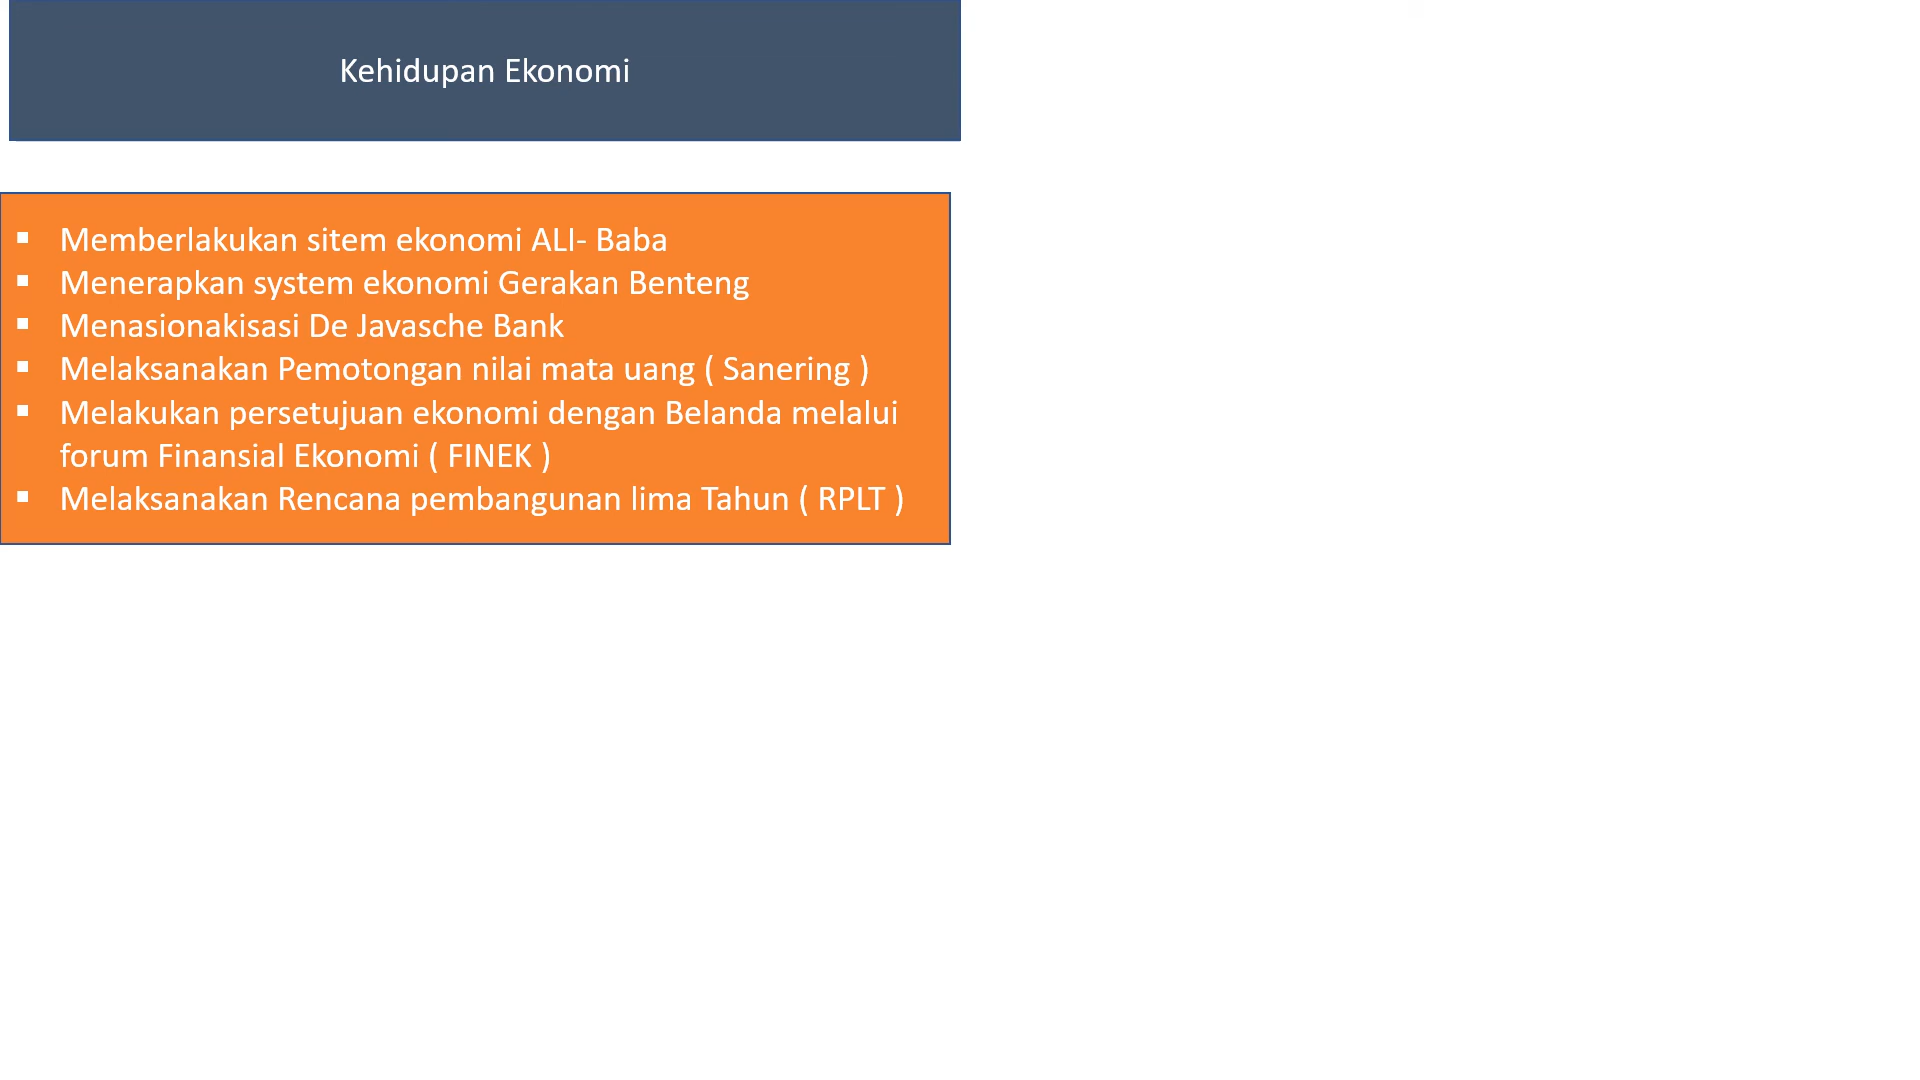 Kehidupan Ekonomi
▪ Memberlakukan sitem ekonomi ALI- Baba
▪ Menerapkan system ekonomi Gerakan Benteng
▪ Menasionakisasi De Javasche Bank
▪ Melaksanakan Pemotongan nilai mata uang ( Sanering )
▪ Melakukan persetujuan ekonomi dengan Belanda melalui
forum Finansial Ekonomi ( FINEK )
▪ Melaksanakan Rencana pembangunan lima Tahun ( RPLT )